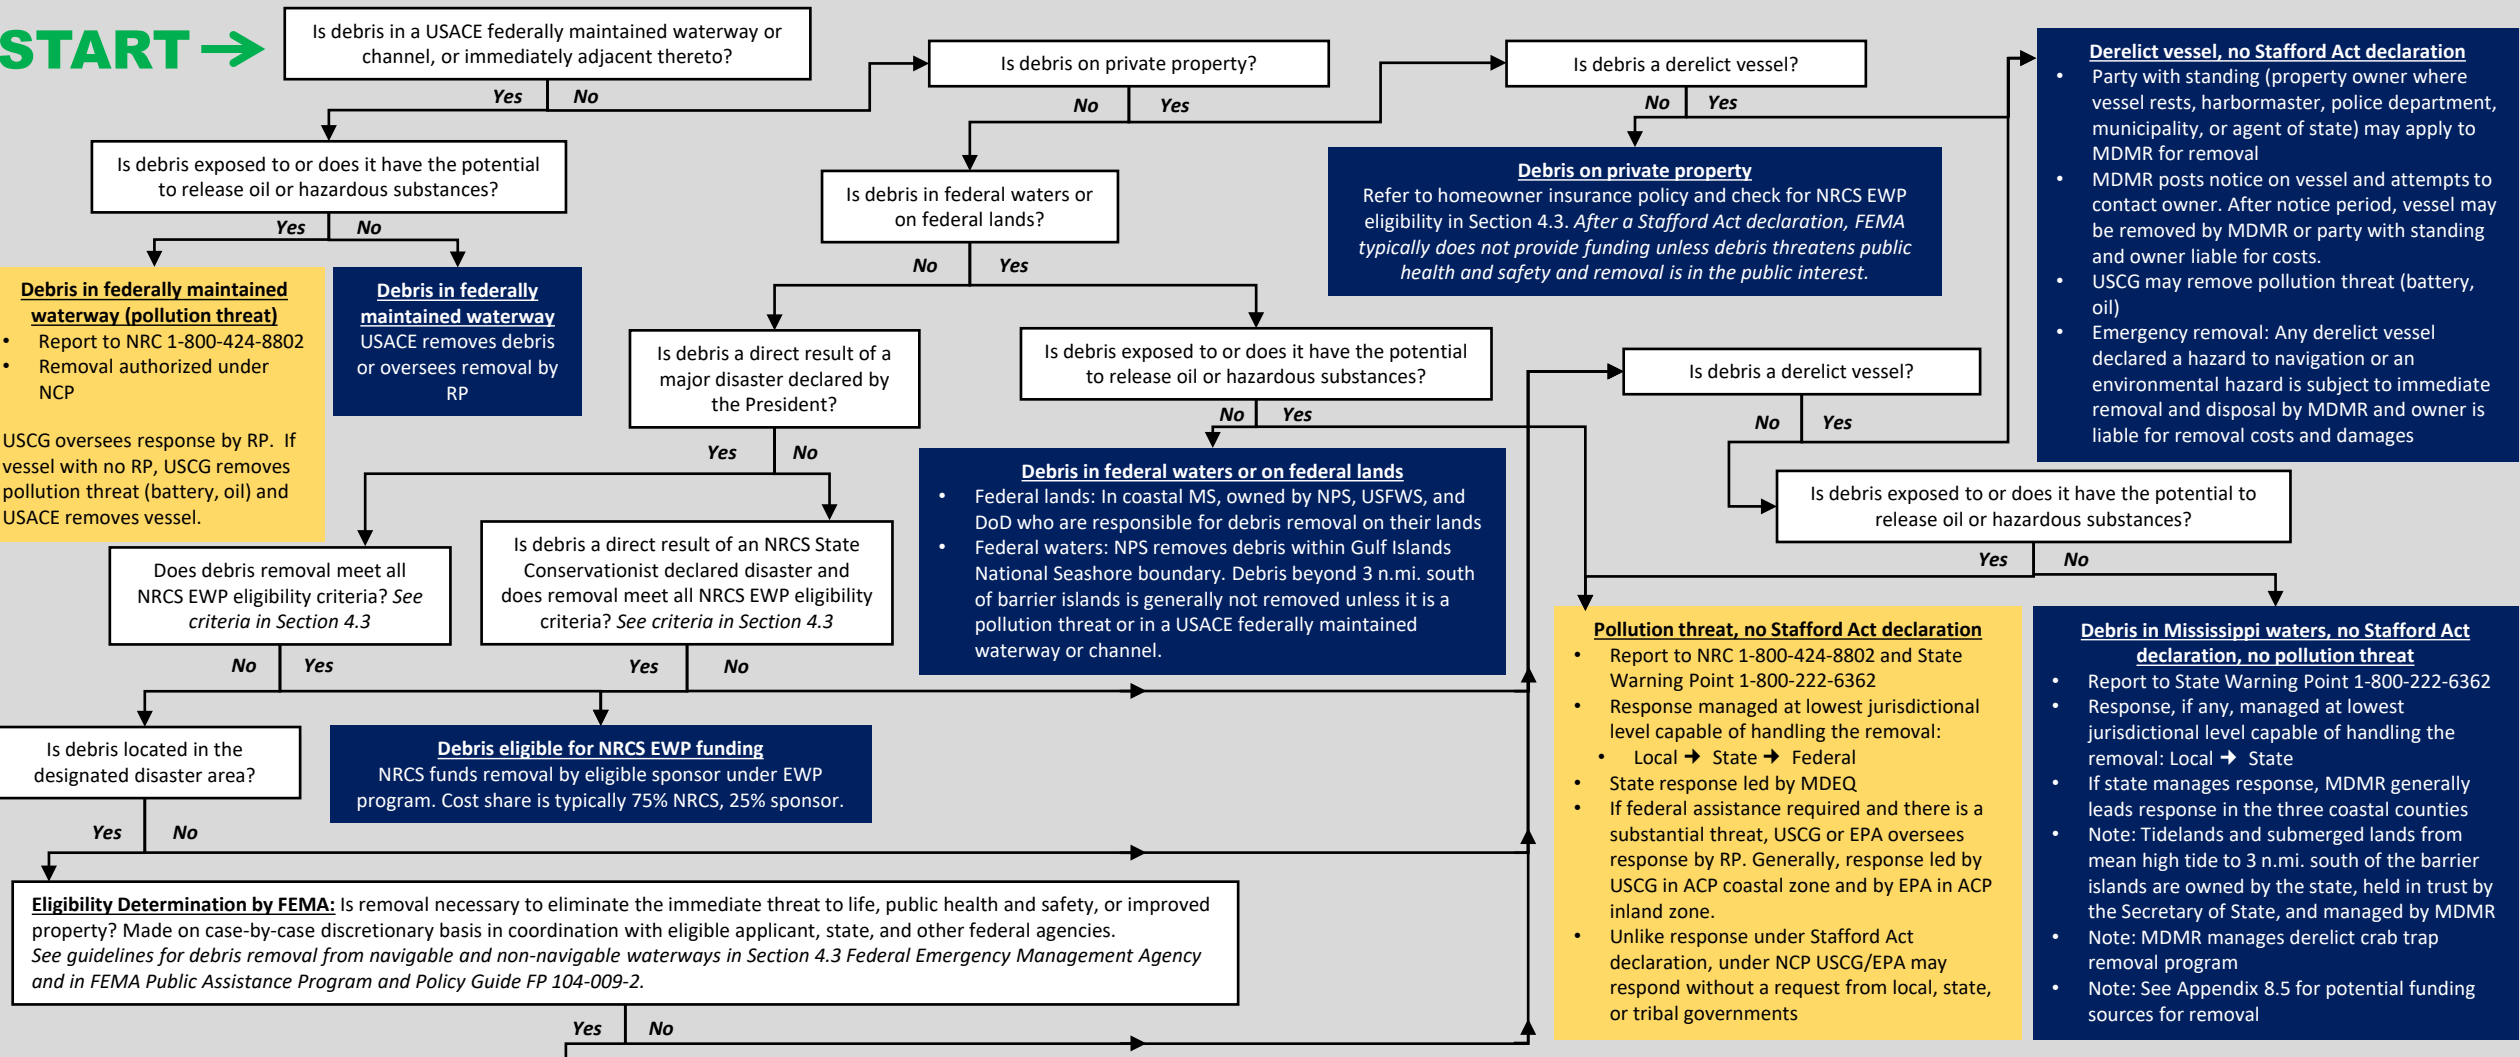 START
Is debris in a USACE federally maintained waterway or
channel, or immediately adjacent thereto?
Yes No
Is debris on private property?
No Yes
Is debris a derelict vessel?
No Yes
Derelict vessel, no Stafford Act declaration
• Party with standing (property owner where
vessel rests, harbormaster, police department,
municipality, or agent of state) may apply to
MDMR for removal
• MDMR posts notice on vessel and attempts to
contact owner. After notice period, vessel may
be removed by MDMR or party with standing
and owner liable for costs.
• USCG may remove pollution threat (battery,
oil)
• Emergency removal: Any derelict vessel
declared a hazard to navigation or an
environmental hazard is subject to immediate
removal and disposal by MDMR and owner is
liable for removal costs and damages
Is debris exposed to or does it have the potential
to release oil or hazardous substances?
Yes No
Debris in federally maintained
waterway (pollution threat)
• Report to NRC 1-800-424-8802
• Removal authorized under
NCP
USCG oversees response by RP. If
vessel with no RP, USCG removes
pollution threat (battery, oil) and
USACE removes vessel.
Debris in federally
maintained waterway
USACE removes debris
or oversees removal by
RP
Is debris in federal waters or
on federal lands?
No Yes
Debris on private property
Refer to homeowner insurance policy and check for NRCS EWP
eligibility in Section 4.3. After a Stafford Act declaration, FEMA
typically does not provide funding unless debris threatens public
health and safety and removal is in the public interest.
Is debris a direct result of a
major disaster declared by
the President?
Yes No
Is debris exposed to or does it have the potential
to release oil or hazardous substances?
No Yes
Is debris a derelict vessel?
No Yes
Debris in federal waters or on federal lands
• Federal lands: In coastal MS, owned by NPS, USFWS, and
DoD who are responsible for debris removal on their lands
• Federal waters: NPS removes debris within Gulf Islands
National Seashore boundary. Debris beyond 3 n.mi. south
of barrier islands is generally not removed unless it is a
pollution threat or in a USACE federally maintained
waterway or channel.
Is debris exposed to or does it have the potential to
release oil or hazardous substances?
Yes No
Does debris removal meet all
NRCS EWP eligibility criteria? See
criteria in Section 4.3
No Yes
Is debris a direct result of an NRCS State
Conservationist declared disaster and
does removal meet all NRCS EWP eligibility
criteria? See criteria in Section 4.3
Yes No
Pollution threat, no Stafford Act declaration
• Report to NRC 1-800-424-8802 and State
Warning Point 1-800-222-6362
• Response managed at lowest jurisdictional
level capable of handling the removal:
• Local → State → Federal
• State response led by MDEQ
• If federal assistance required and there is a
substantial threat, USCG or EPA oversees
response by RP. Generally, response led by
USCG in ACP coastal zone and by EPA in ACP
inland zone.
• Unlike response under Stafford Act
declaration, under NCP USCG/EPA may
respond without a request from local, state,
or tribal governments
Debris in Mississippi waters, no Stafford Act
declaration, no pollution threat
• Report to State Warning Point 1-800-222-6362
• Response, if any, managed at lowest
jurisdictional level capable of handling the
removal: Local → State
• If state manages response, MDMR generally
leads response in the three coastal counties
• Note: Tidelands and submerged lands from
mean high tide to 3 n.mi. south of the barrier
islands are owned by the state, held in trust by
the Secretary of State, and managed by MDMR
• Note: MDMR manages derelict crab trap
removal program
• Note: See Appendix 8.5 for potential funding
sources for removal
Is debris located in the
designated disaster area?
Yes No
Debris eligible for NRCS EWP funding
NRCS funds removal by eligible sponsor under EWP
program. Cost share is typically 75% NRCS, 25% sponsor.
Eligibility Determination by FEMA: Is removal necessary to eliminate the immediate threat to life, public health and safety, or improved
property? Made on case-by-case discretionary basis in coordination with eligible applicant, state, and other federal agencies.
See guidelines for debris removal from navigable and non-navigable waterways in Section 4.3 Federal Emergency Management Agency
and in FEMA Public Assistance Program and Policy Guide FP 104-009-2.
Yes No